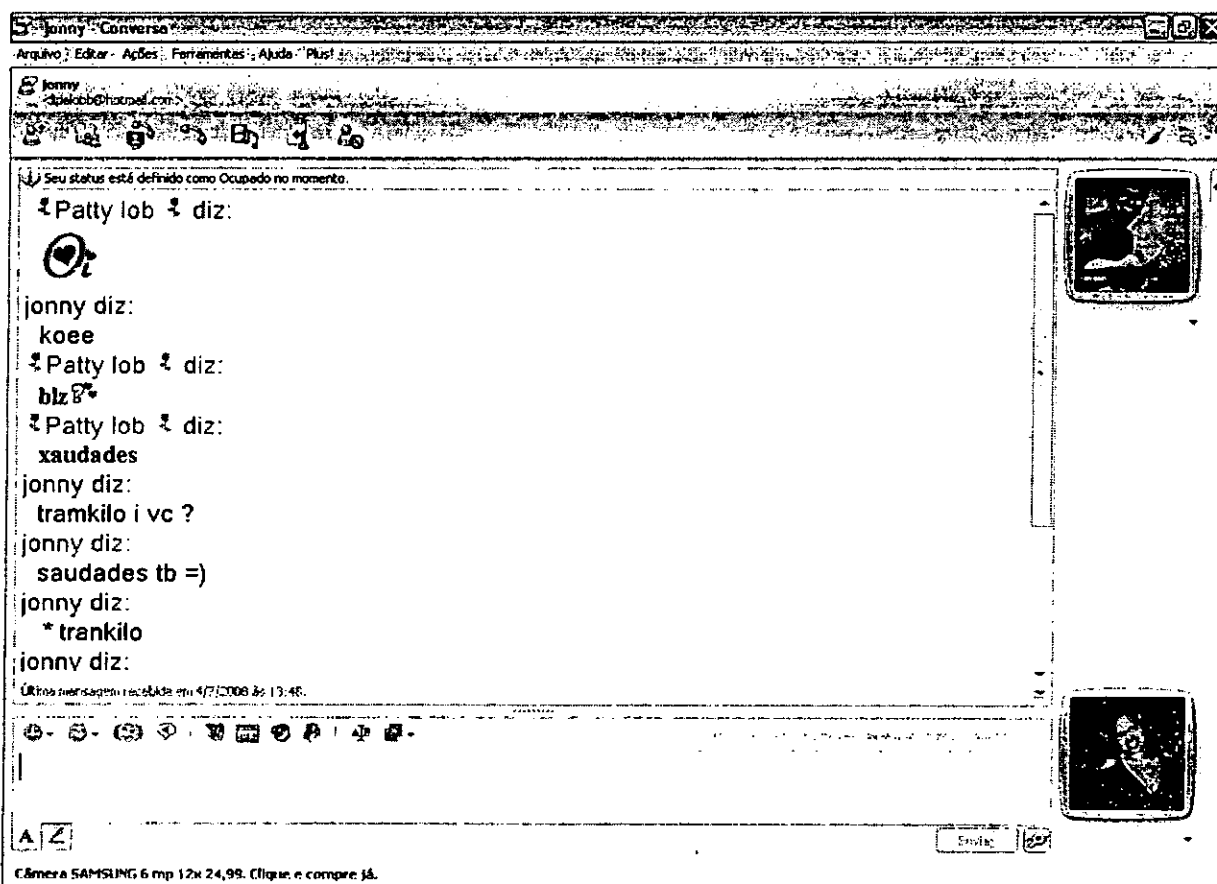 jonny - Conversa
Arquivo Editar Ações Ferramentas Ajuda Plus!
jonny
Seu status está definido como Ocupado no momento.
Patty lob diz:
Oi
jonny diz:
koee
Patty lob diz:
blz
Patty lob diz:
xaudades
jonny diz:
tramkilo i vc ?
jonny diz:
saudades tb =)
jonny diz:
* trankilo
jonny diz:
Última mensagem recebida em 4/7/2008 às 13:48.
A
Enviar
Câmera SAMSUNG 6 mp 12x 24,99. Clique e compre já.